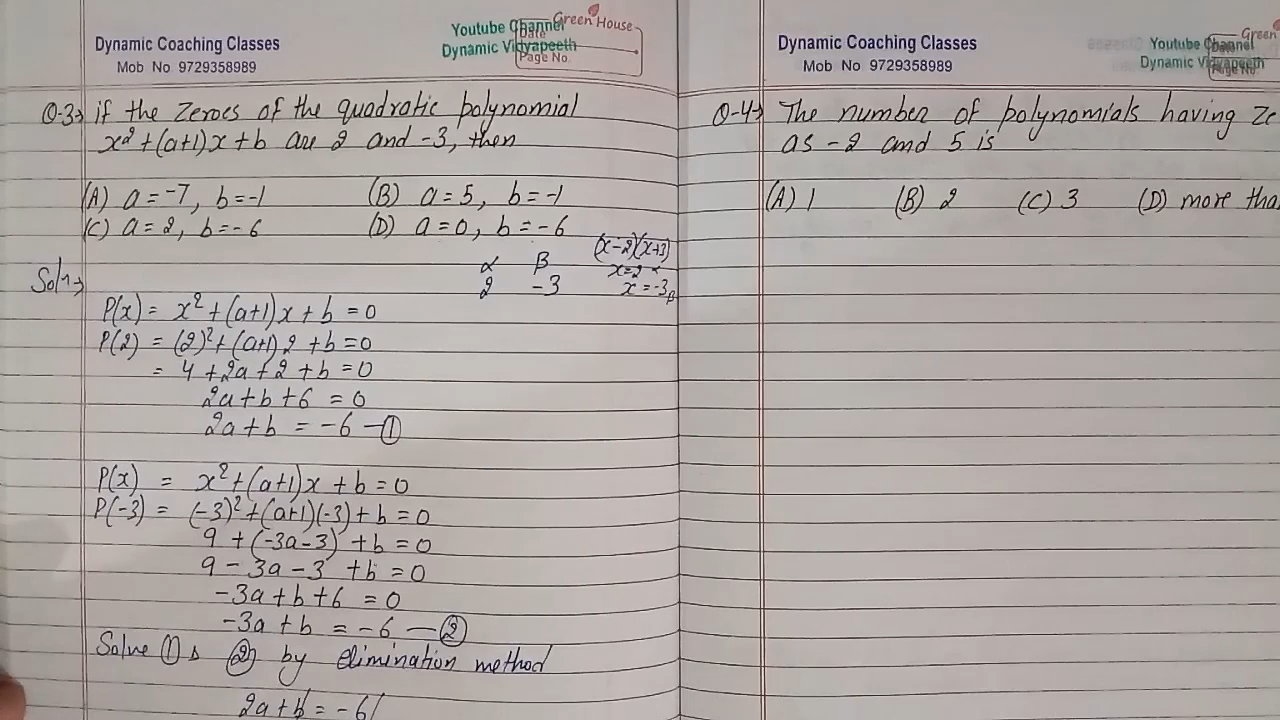 Dynamic Coaching Classes
Mob No 9729358989
Youtube Channel
Dynamic Vidyapeeth
Green House
Date
Page No.
Q-3→ if the zeroes of the quadratic polynomial
x² + (a+1)x + b are 2 and -3, then
(A) a = -7, b = -1 (B) a = 5, b = -1
(C) a = 2, b = -6 (D) a = 0, b = -6
(x-2)(x+3)
α β x = 2 α
2 -3 x = -3 β
Soln→
P(x) = x² + (a+1)x + b = 0
P(2) = (2)² + (a+1) 2 + b = 0
= 4 + 2a + 2 + b = 0
2a + b + 6 = 0
2a + b = -6 —①
P(x) = x² + (a+1)x + b = 0
P(-3) = (-3)² + (a+1)(-3) + b = 0
9 + (-3a-3) + b = 0
9 - 3a - 3 + b = 0
-3a + b + 6 = 0
-3a + b = -6 —②
Solve ① & ② by elimination method
2a + b = -6
Dynamic Coaching Classes
Mob No 9729358989
Youtube Channel
Dynamic Vidyapeeth
Green
Page No
Q-4→ The number of polynomials having
as -2 and 5 is
(A) 1 (B) 2 (C) 3 (D) more